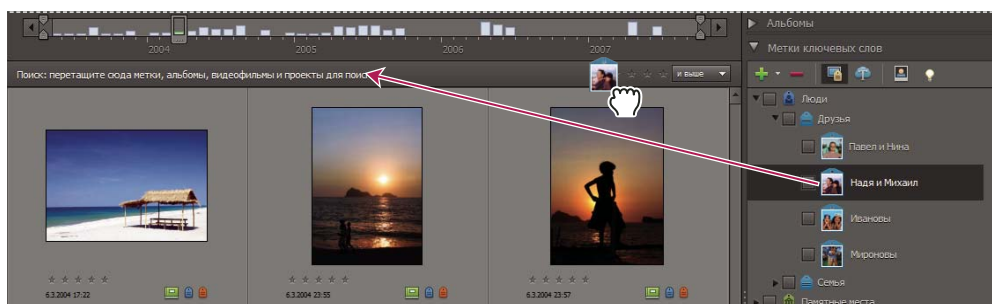 2004 2005 2006 2007
Поиск: перетащите сюда метки, альбомы, видеофильмы и проекты для поиска
и выше
6.3.2004 17:22
6.3.2004 23:55
6.3.2004 23:57
Альбомы
Метки ключевых слов
Люди
Друзья
Павел и Нина
Надя и Михаил
Ивановы
Мироновы
Семья
Памятные места